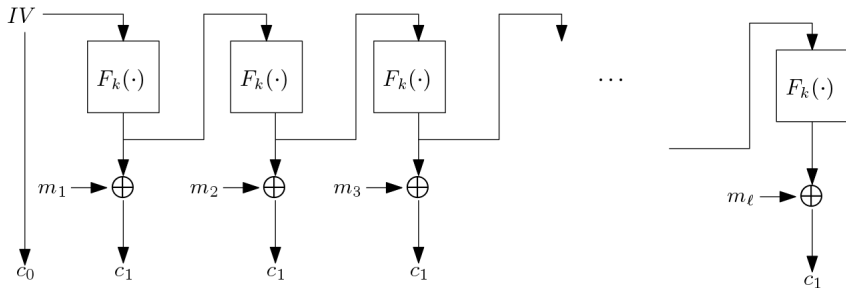 IV
F_k(·) F_k(·) F_k(·) ... F_k(·)
m_1 m_2 m_3 m_ℓ
c_0 c_1 c_1 c_1 c_1